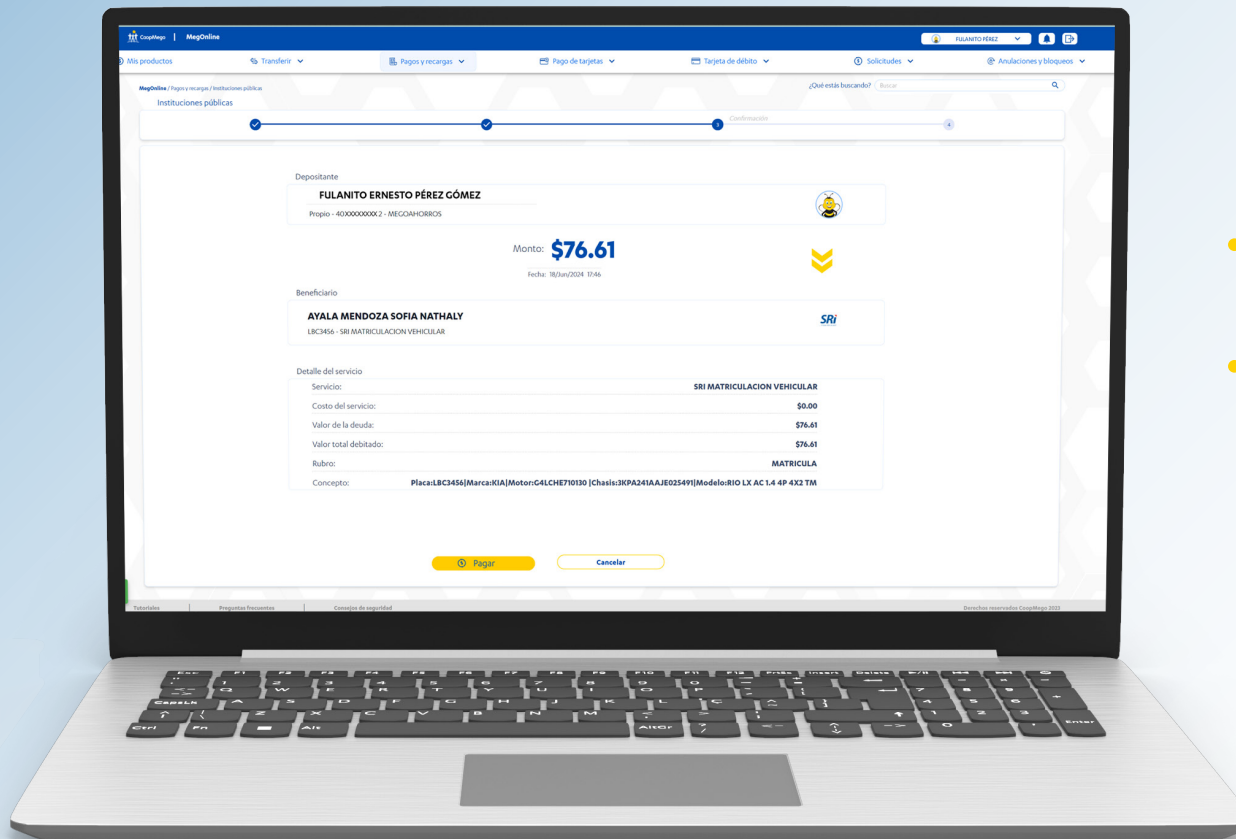 CoopMego | MegOnline
FULANITO PÉREZ
Mis productos Transferir Pagos y recargas Pago de tarjetas Tarjeta de débito Solicitudes Anulaciones y bloqueos
MegOnline / Pagos y recargas / Instituciones públicas
¿Qué estás buscando? Buscar
Instituciones públicas
Confirmación
3 4
Depositante
FULANITO ERNESTO PÉREZ GÓMEZ
Propio - 40XXXXXXXX2 - MEGOAHORROS
Monto: $76.61
Fecha: 18/Jun/2024 17:46
Beneficiario
AYALA MENDOZA SOFIA NATHALY
LBC3456 - SRI MATRICULACION VEHICULAR
SRi
Detalle del servicio
Servicio: SRI MATRICULACION VEHICULAR
Costo del servicio: $0.00
Valor de la deuda: $76.61
Valor total debitado: $76.61
Rubro: MATRICULA
Concepto: Placa:LBC3456|Marca:KIA|Motor:G4LCHE710130 |Chasis:3KPA241AAJE025491|Modelo:RIO LX AC 1.4 4P 4X2 TM
Pagar Cancelar
Tutoriales | Preguntas frecuentes | Consejos de seguridad
Derechos reservados CoopMego 2023